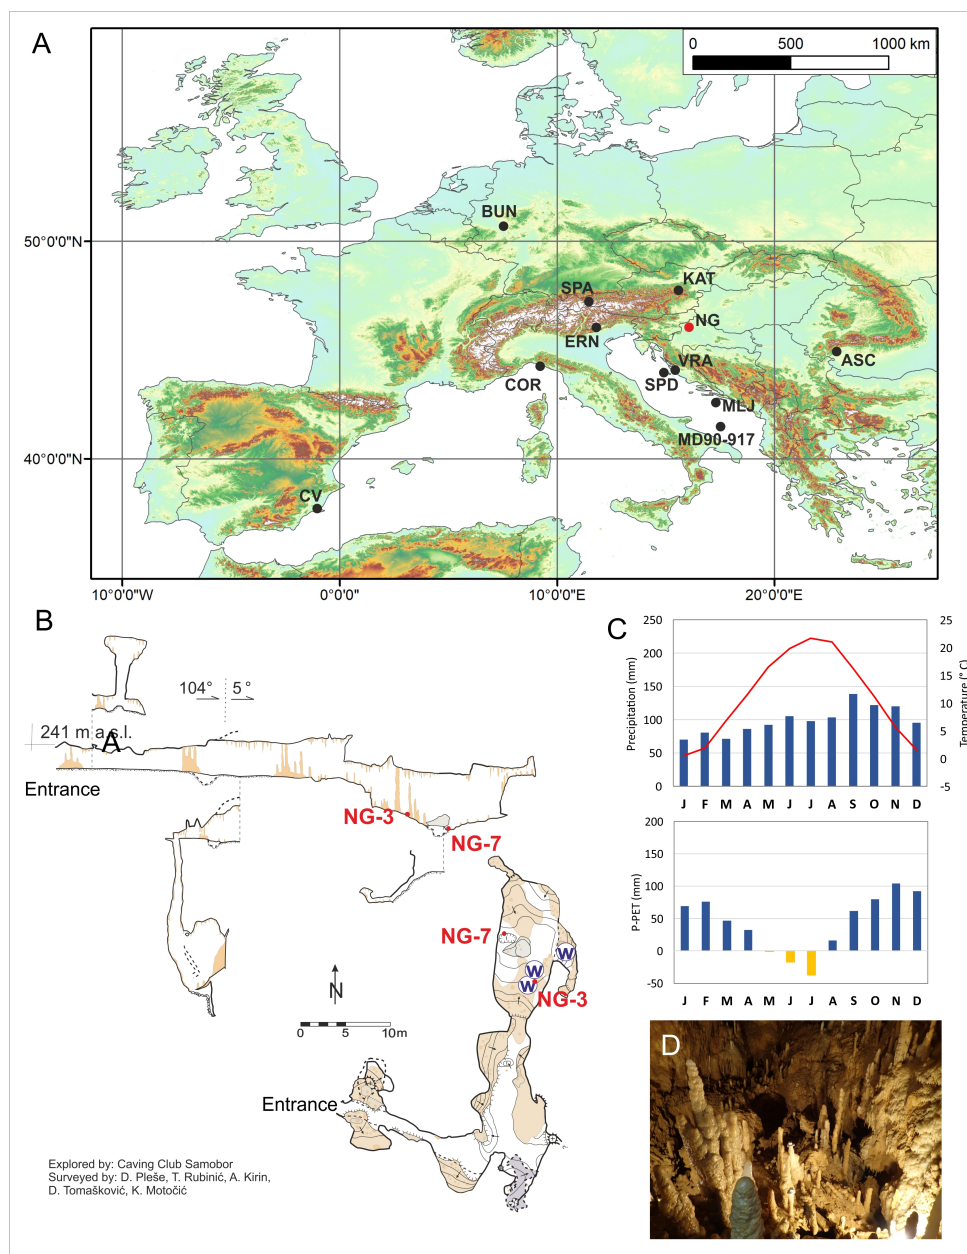 A
0 500 1000 km
BUN
50°0'0"N
KAT
SPA
NG
ERN
VRA
ASC
COR
SPD
MLJ
MD90-917
40°0'0"N
CV
10°0'0"W 0°0'0" 10°0'0"E 20°0'0"E
B
104° 5°
241 m a.s.l.
A
Entrance
NG-3
NG-7
NG-7
W
W
W
NG-3
N
0 5 10m
Entrance
Explored by: Caving Club Samobor
Surveyed by: D. Pleše, T. Rubinić, A. Kirin,
D. Tomašković, K. Motočić
C
Precipitation (mm)
250
200
150
100
50
0
Temperature (°C)
25
20
15
10
5
0
-5
J F M A M J J A S O N D
P-PET (mm)
200
150
100
50
0
-50
J F M A M J J A S O N D
D